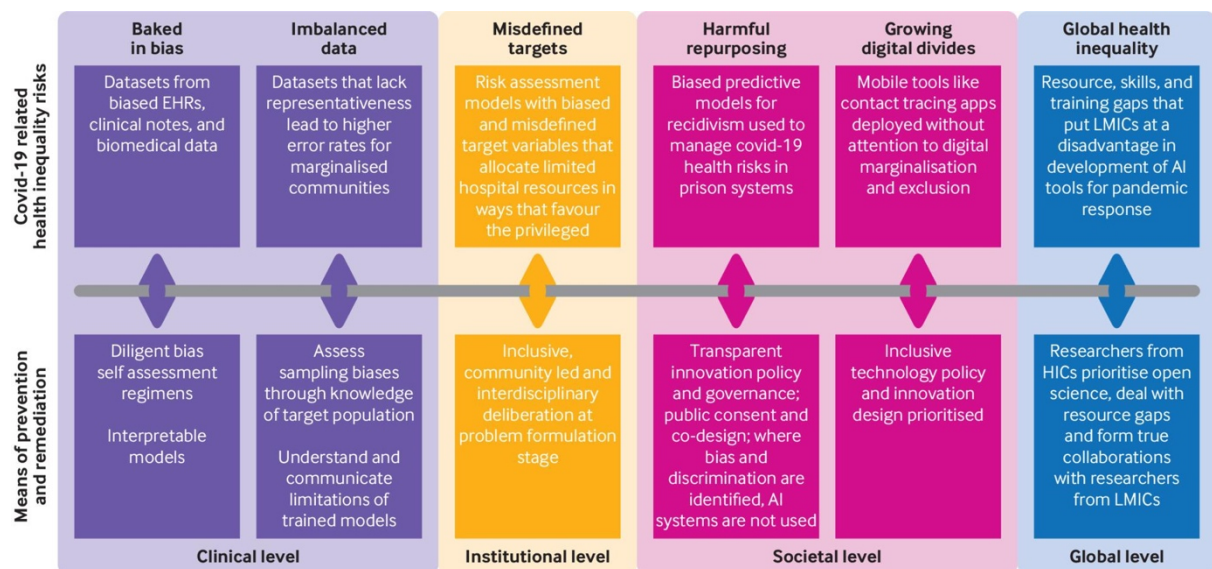 Baked
in bias
Imbalanced
data
Misdefined
targets
Harmful
repurposing
Growing
digital divides
Global health
inequality
Covid-19 related
health inequality risks
Datasets from
biased EHRs,
clinical notes, and
biomedical data
Datasets that lack
representativeness
lead to higher
error rates for
marginalised
communities
Risk assessment
models with biased
and misdefined
target variables that
allocate limited
hospital resources in
ways that favour
the privileged
Biased predictive
models for
recidivism used to
manage covid-19
health risks in
prison systems
Mobile tools like
contact tracing apps
deployed without
attention to digital
marginalisation
and exclusion
Resource, skills, and
training gaps that
put LMICs at a
disadvantage in
development of AI
tools for pandemic
response
Means of prevention
and remediation
Diligent bias
self assessment
regimens
Interpretable
models
Assess
sampling biases
through knowledge
of target population
Understand and
communicate
limitations of
trained models
Inclusive,
community led and
interdisciplinary
deliberation at
problem formulation
stage
Transparent
innovation policy
and governance;
public consent and
co-design; where
bias and
discrimination are
identified, AI
systems are not used
Inclusive
technology policy
and innovation
design prioritised
Researchers from
HICs prioritise open
science, deal with
resource gaps
and form true
collaborations
with researchers
from LMICs
Clinical level
Institutional level
Societal level
Global level